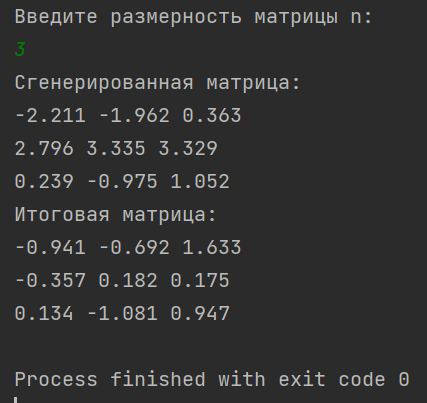 Введите размерность матрицы n:
3
Сгенерированная матрица:
-2.211 -1.962 0.363
2.796 3.335 3.329
0.239 -0.975 1.052
Итоговая матрица:
-0.941 -0.692 1.633
-0.357 0.182 0.175
0.134 -1.081 0.947
Process finished with exit code 0